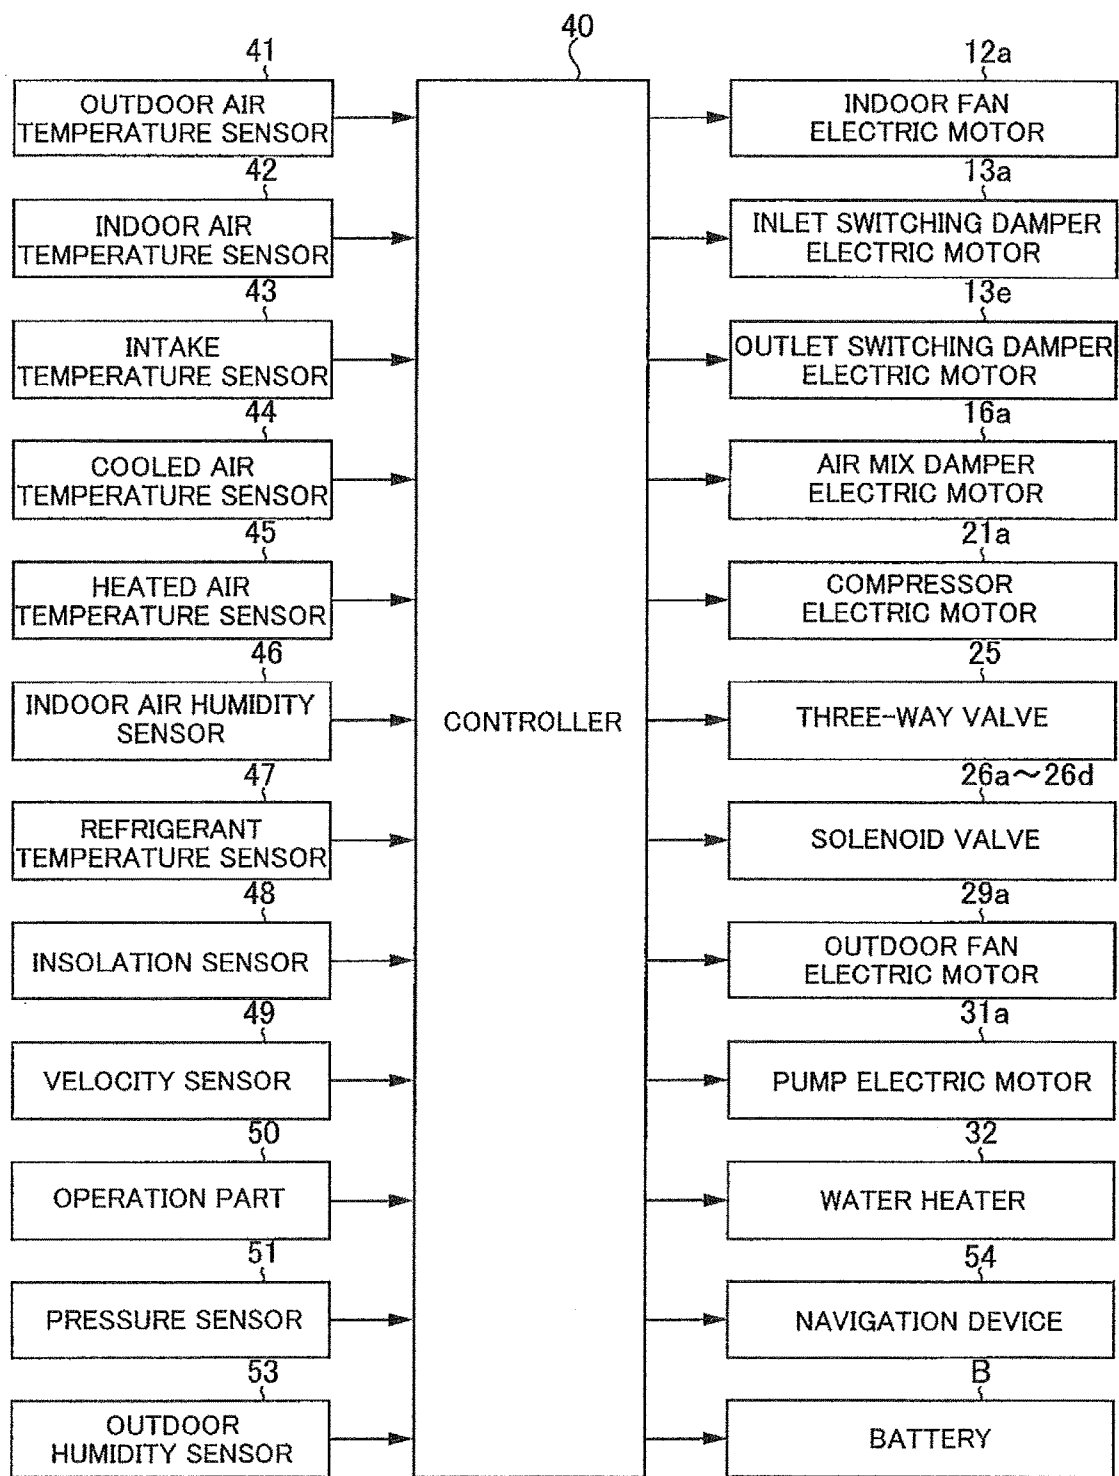 40
41
OUTDOOR AIR
TEMPERATURE SENSOR
42
INDOOR AIR
TEMPERATURE SENSOR
43
INTAKE
TEMPERATURE SENSOR
44
COOLED AIR
TEMPERATURE SENSOR
45
HEATED AIR
TEMPERATURE SENSOR
46
INDOOR AIR HUMIDITY
SENSOR
47
REFRIGERANT
TEMPERATURE SENSOR
48
INSOLATION SENSOR
49
VELOCITY SENSOR
50
OPERATION PART
51
PRESSURE SENSOR
53
OUTDOOR
HUMIDITY SENSOR
CONTROLLER
12a
INDOOR FAN
ELECTRIC MOTOR
13a
INLET SWITCHING DAMPER
ELECTRIC MOTOR
13e
OUTLET SWITCHING DAMPER
ELECTRIC MOTOR
16a
AIR MIX DAMPER
ELECTRIC MOTOR
21a
COMPRESSOR
ELECTRIC MOTOR
25
THREE-WAY VALVE
26a～26d
SOLENOID VALVE
29a
OUTDOOR FAN
ELECTRIC MOTOR
31a
PUMP ELECTRIC MOTOR
32
WATER HEATER
54
NAVIGATION DEVICE
B
BATTERY